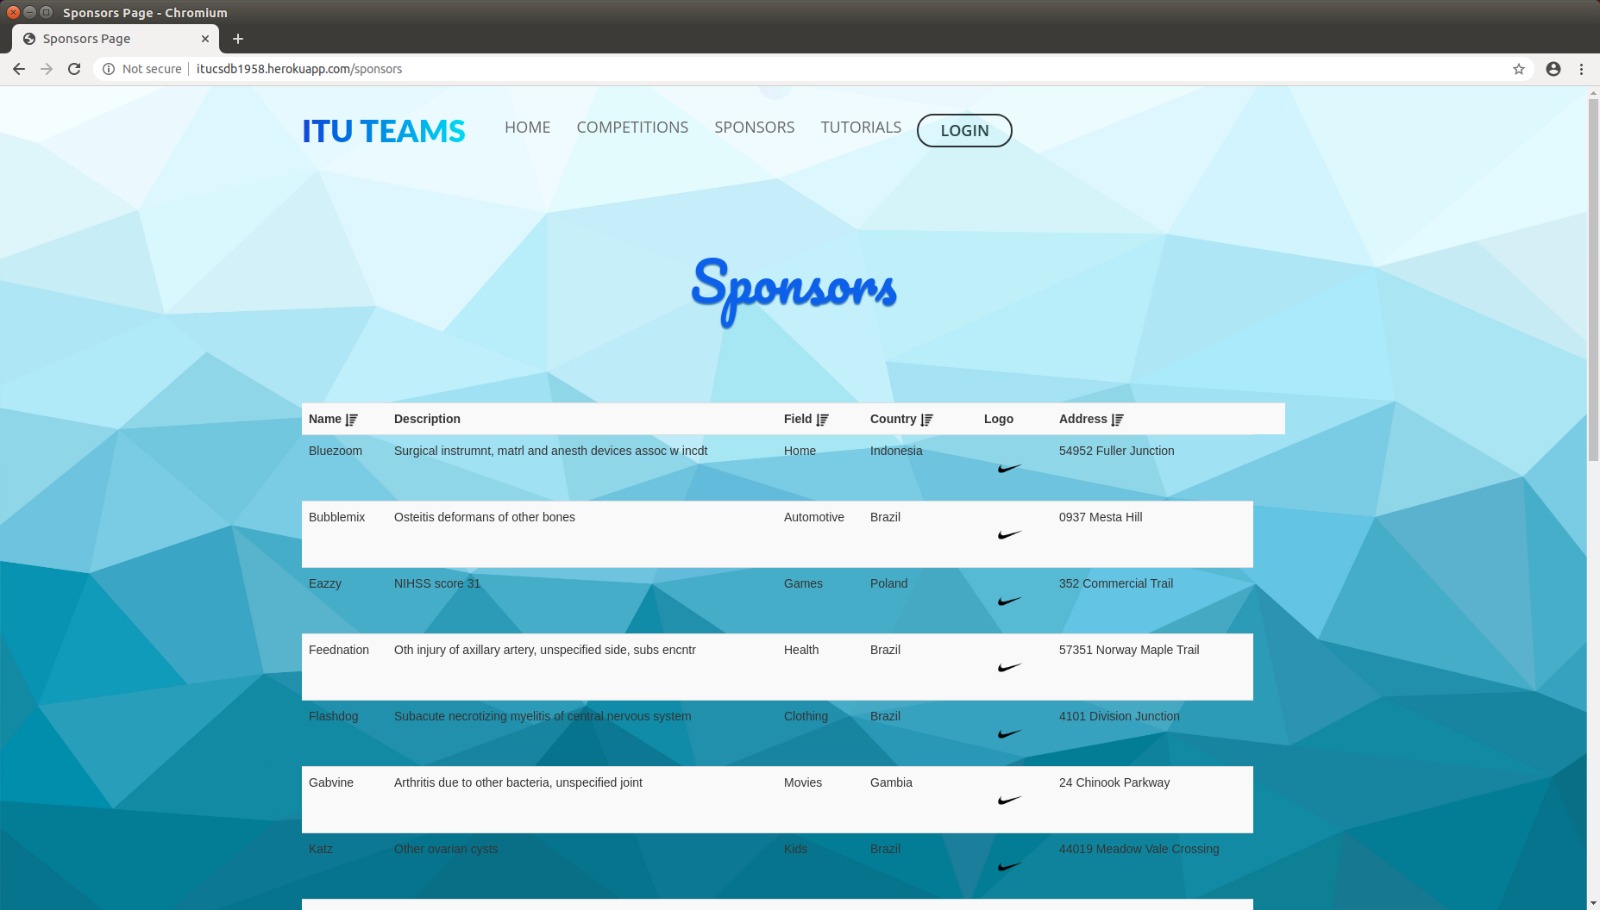 Sponsors Page - Chromium
Sponsors Page
Not secure itucsdb1958.herokuapp.com/sponsors
ITU TEAMS HOME COMPETITIONS SPONSORS TUTORIALS LOGIN
Sponsors
Name Description Field Country Logo Address
Bluezoom Surgical instrumnt, matrl and anesth devices assoc w incdt Home Indonesia 54952 Fuller Junction
Bubblemix Osteitis deformans of other bones Automotive Brazil 0937 Mesta Hill
Eazzy NIHSS score 31 Games Poland 352 Commercial Trail
Feednation Oth injury of axillary artery, unspecified side, subs encntr Health Brazil 57351 Norway Maple Trail
Flashdog Subacute necrotizing myelitis of central nervous system Clothing Brazil 4101 Division Junction
Gabvine Arthritis due to other bacteria, unspecified joint Movies Gambia 24 Chinook Parkway
Katz Other ovarian cysts Kids Brazil 44019 Meadow Vale Crossing